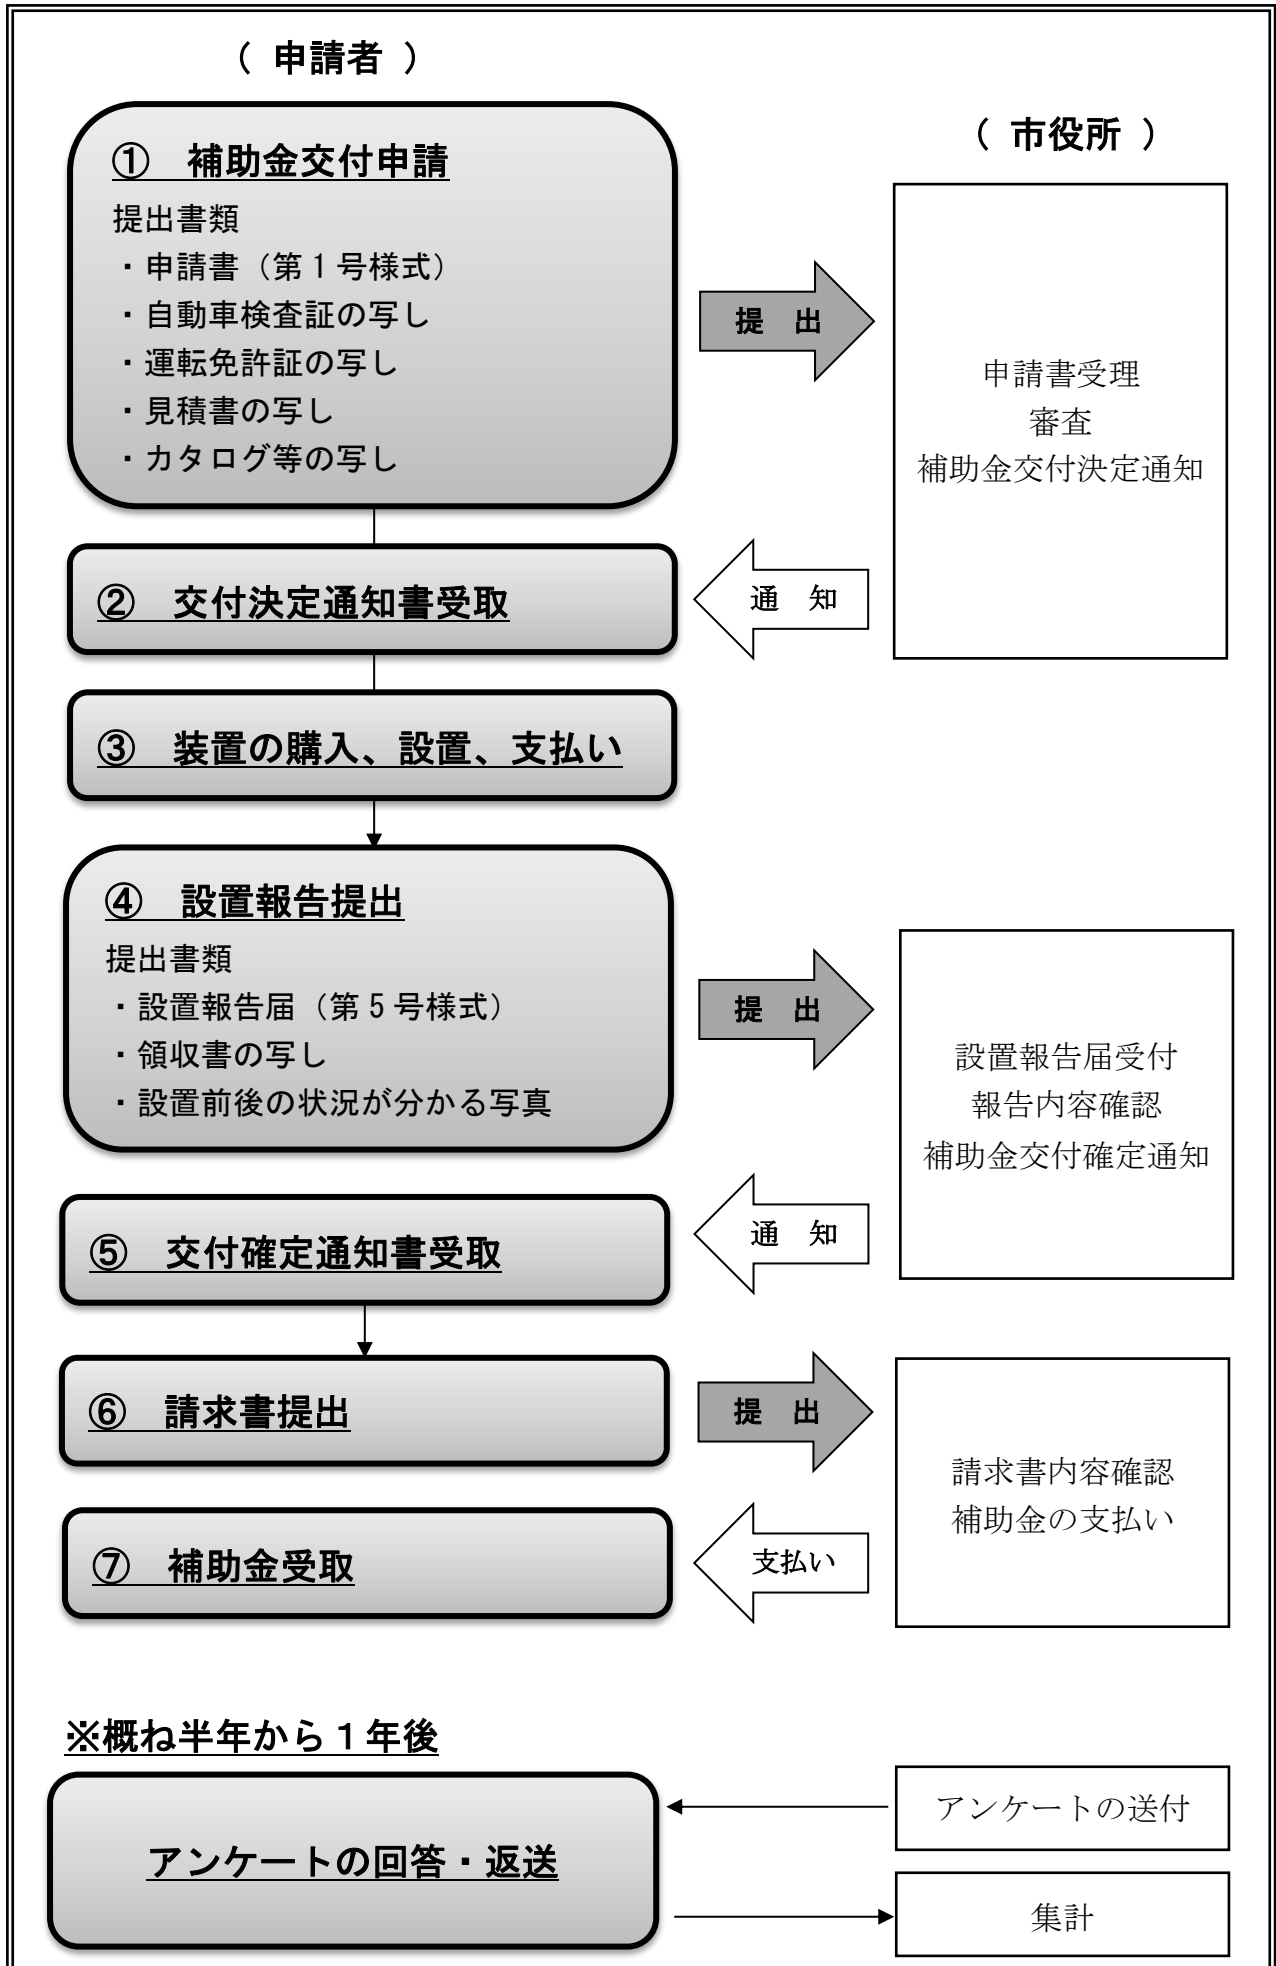 （ 申請者 ）
（ 市役所 ）
①　補助金交付申請
提出書類
・申請書（第１号様式）
・自動車検査証の写し
・運転免許証の写し
・見積書の写し
・カタログ等の写し
提　出
申請書受理
審査
補助金交付決定通知
②　交付決定通知書受取
通　知
③　装置の購入、設置、支払い
④　設置報告提出
提出書類
・設置報告届（第５号様式）
・領収書の写し
・設置前後の状況が分かる写真
提　出
設置報告届受付
報告内容確認
補助金交付確定通知
⑤　交付確定通知書受取
通　知
⑥　請求書提出
提　出
請求書内容確認
補助金の支払い
⑦　補助金受取
支払い
※概ね半年から１年後
アンケートの回答・返送
アンケートの送付
集計